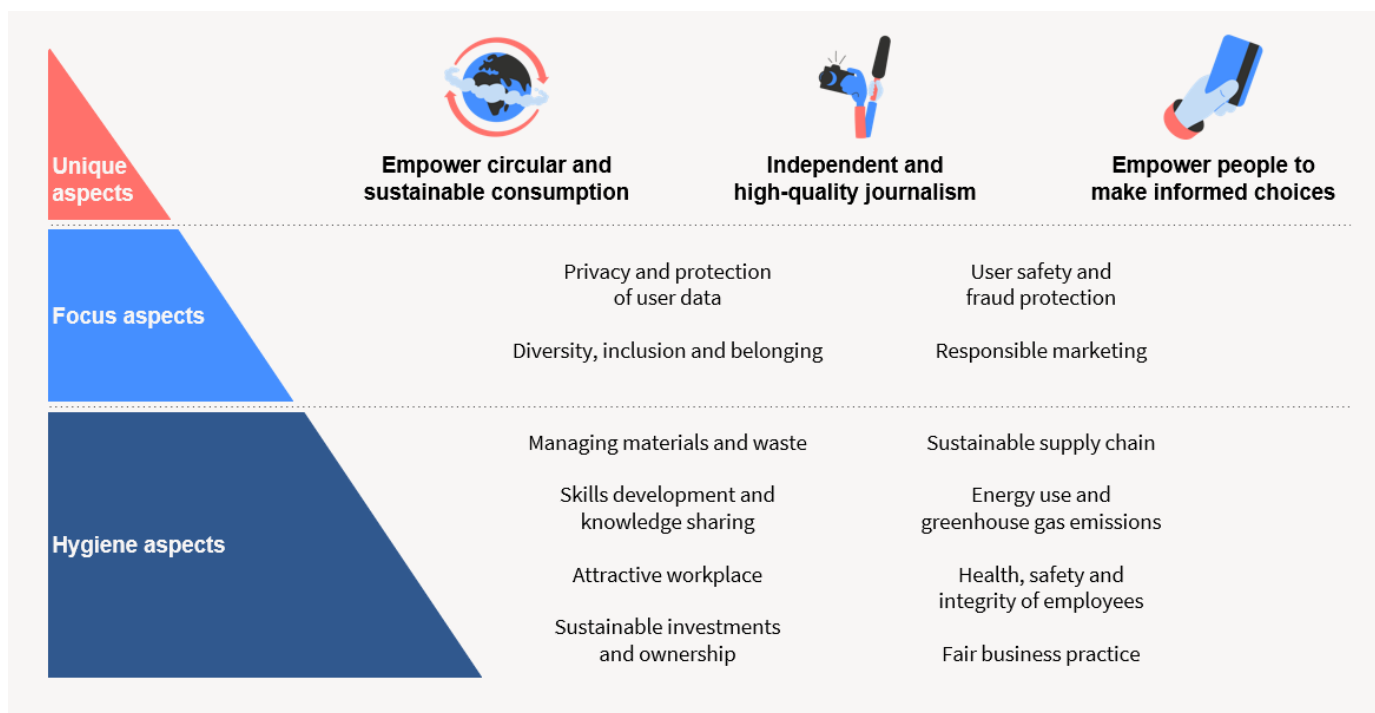 Unique
aspects
Empower circular and
sustainable consumption
Independent and
high-quality journalism
Empower people to
make informed choices
Focus aspects
Privacy and protection
of user data
User safety and
fraud protection
Diversity, inclusion and belonging
Responsible marketing
Hygiene aspects
Managing materials and waste
Sustainable supply chain
Skills development and
knowledge sharing
Energy use and
greenhouse gas emissions
Attractive workplace
Health, safety and
integrity of employees
Sustainable investments
and ownership
Fair business practice